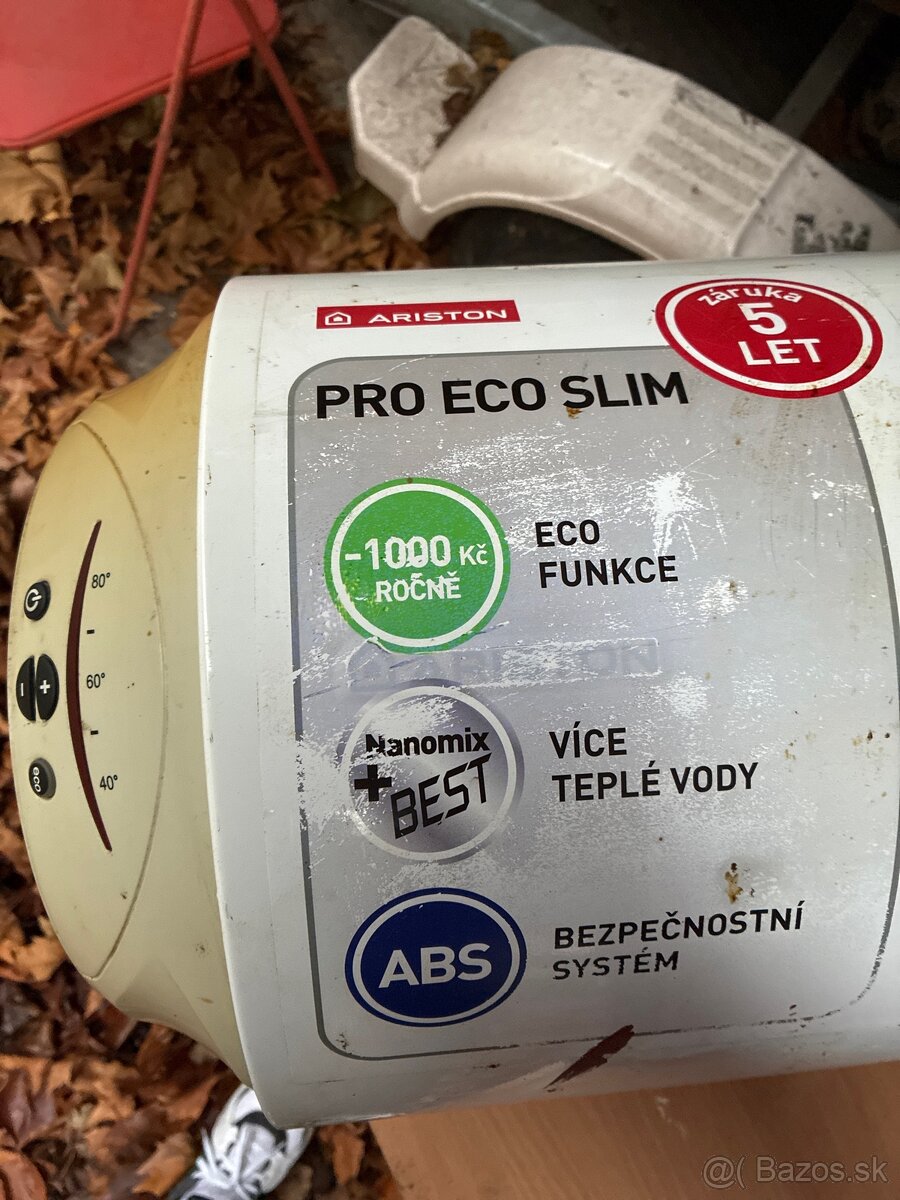 ARISTON
záruka
5
LET
PRO ECO SLIM
-1000 Kč
ROČNĚ
ECO
FUNKCE
ARISTON
Nanomix
+ BEST
VÍCE
TEPLÉ VODY
ABS
BEZPEČNOSTNÍ
SYSTÉM
80°
60°
40°
- +
eco
@( Bazos.sk